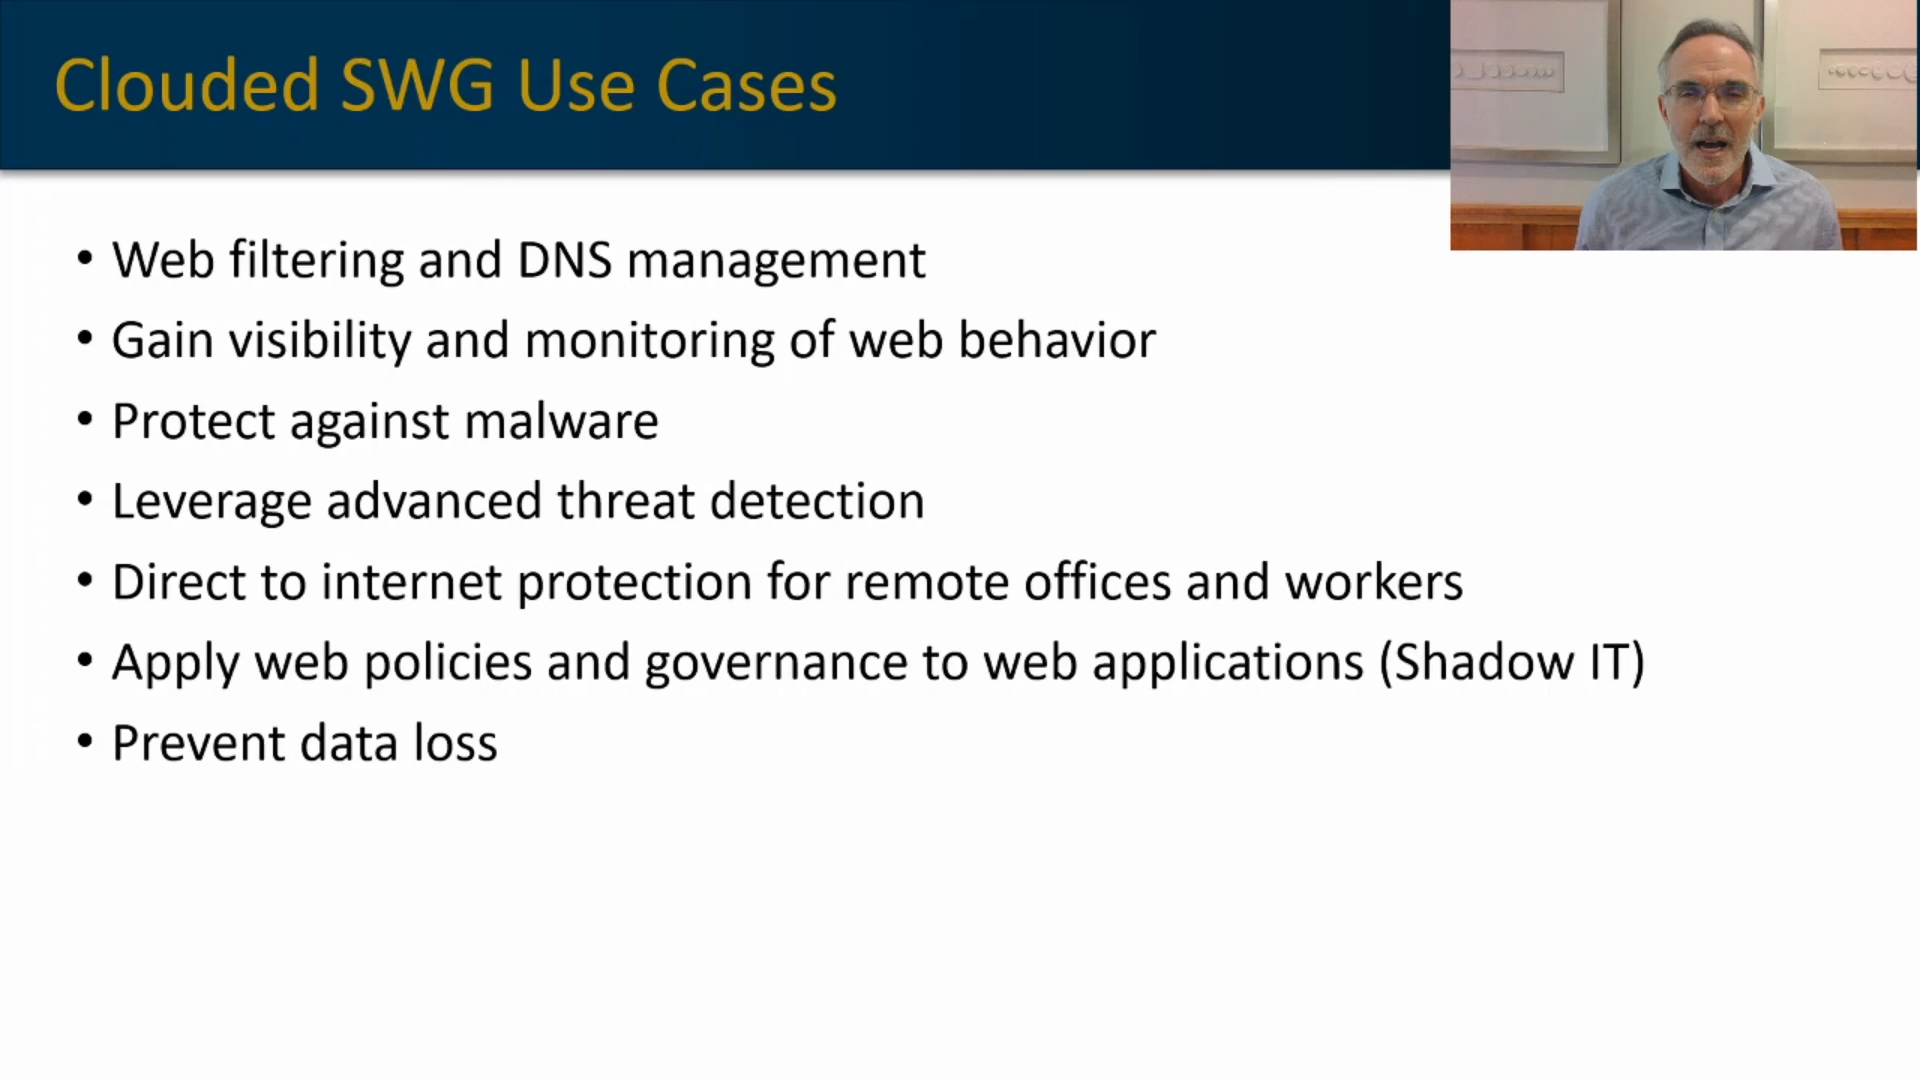 Clouded SWG Use Cases
• Web filtering and DNS management
• Gain visibility and monitoring of web behavior
• Protect against malware
• Leverage advanced threat detection
• Direct to internet protection for remote offices and workers
• Apply web policies and governance to web applications (Shadow IT)
• Prevent data loss